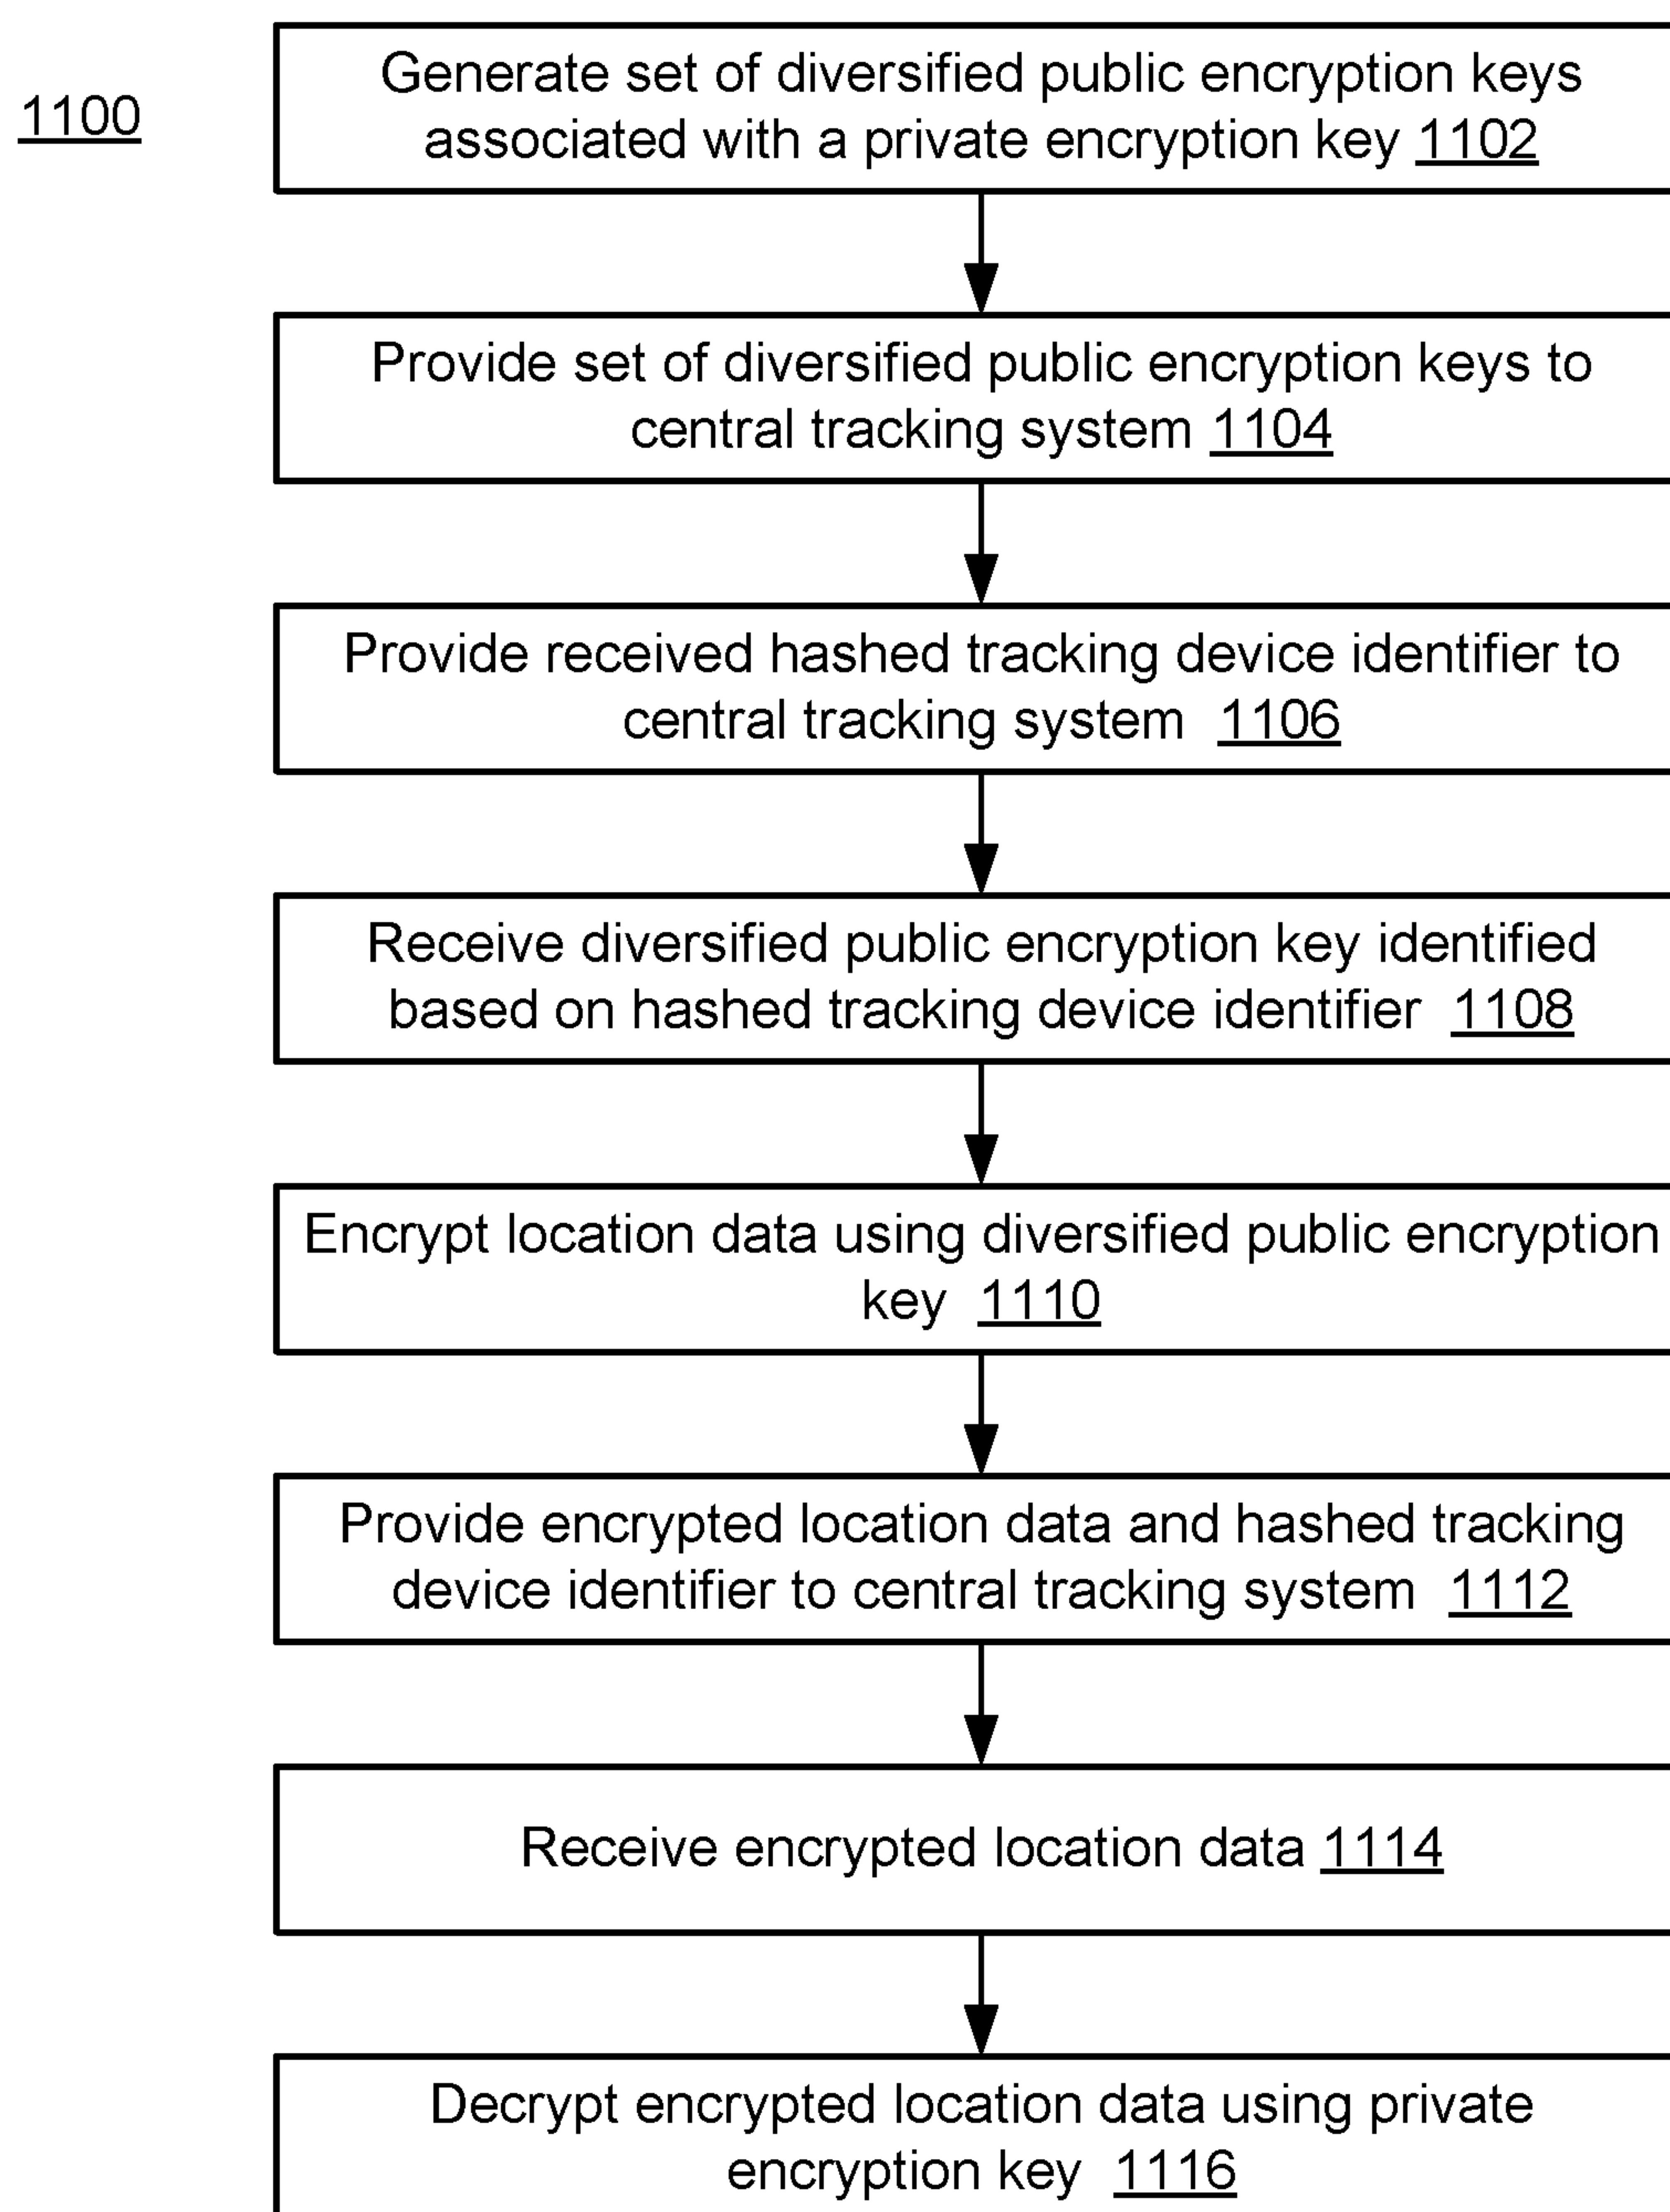 1100
Generate set of diversified public encryption keys
associated with a private encryption key 1102
Provide set of diversified public encryption keys to
central tracking system 1104
Provide received hashed tracking device identifier to
central tracking system 1106
Receive diversified public encryption key identified
based on hashed tracking device identifier 1108
Encrypt location data using diversified public encryption
key 1110
Provide encrypted location data and hashed tracking
device identifier to central tracking system 1112
Receive encrypted location data 1114
Decrypt encrypted location data using private
encryption key 1116